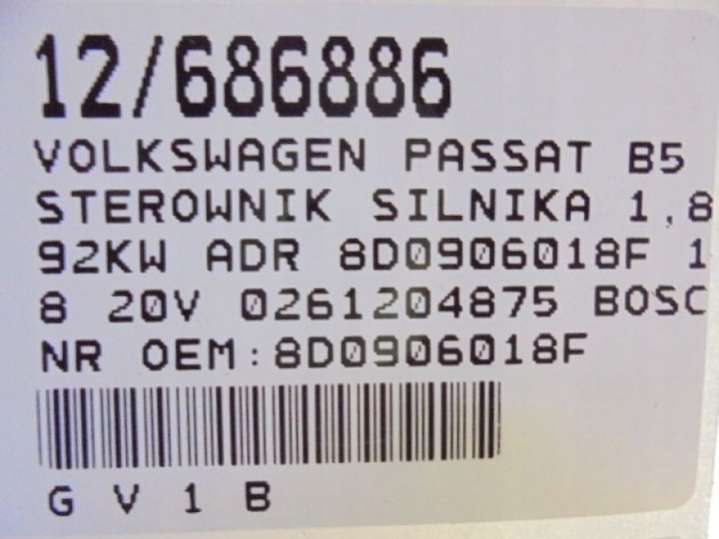 12/686886
VOLKSWAGEN PASSAT B5
STEROWNIK SILNIKA 1,8
92KW ADR 8D0906018F 1
8 20V 0261204875 BOSC
NR OEM:8D0906018F
G V 1 B